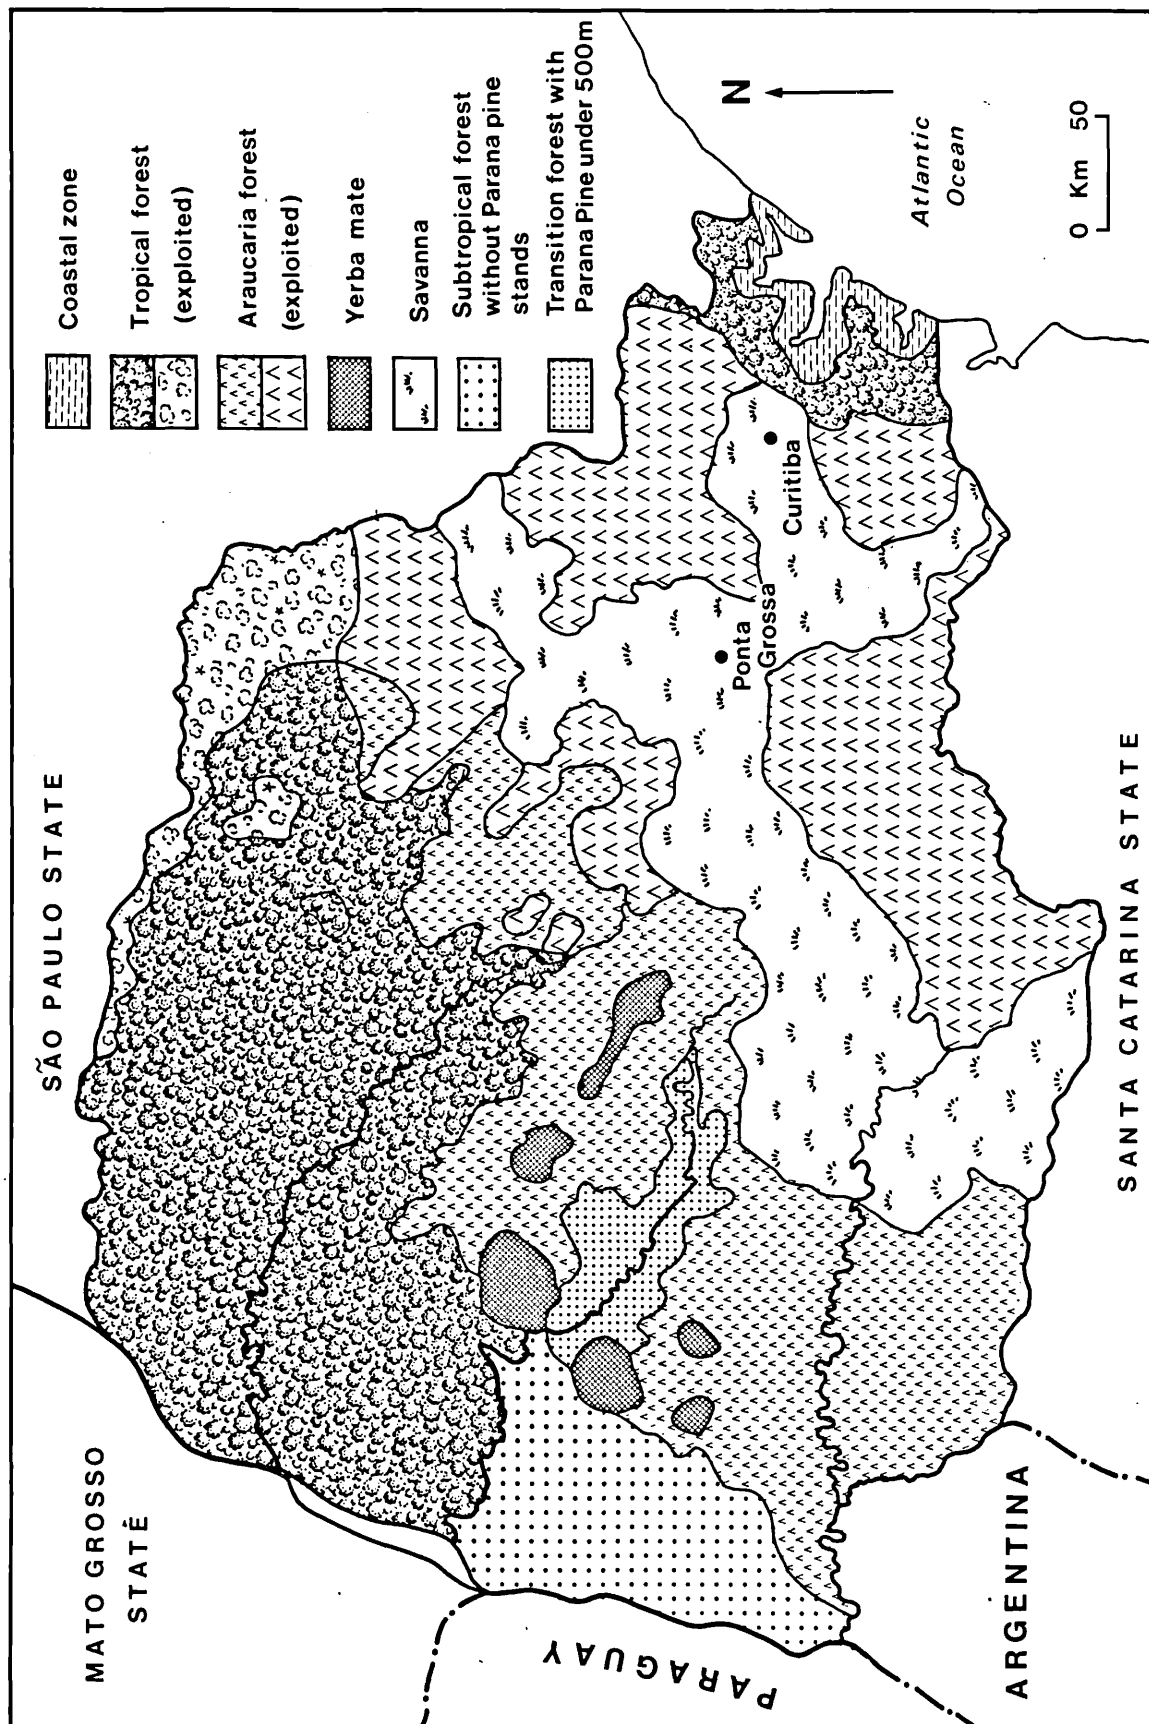 SÃO PAULO STATE
MATO GROSSO
STATE
PARAGUAY
ARGENTINA
SANTA CATARINA STATE
Ponta
Grossa
Curitiba
Coastal zone
Tropical forest
(exploited)
Araucaria forest
(exploited)
Yerba mate
Savanna
Subtropical forest
without Parana pine
stands
Transition forest with
Parana Pine under 500m
N
Atlantic
Ocean
0 Km 50